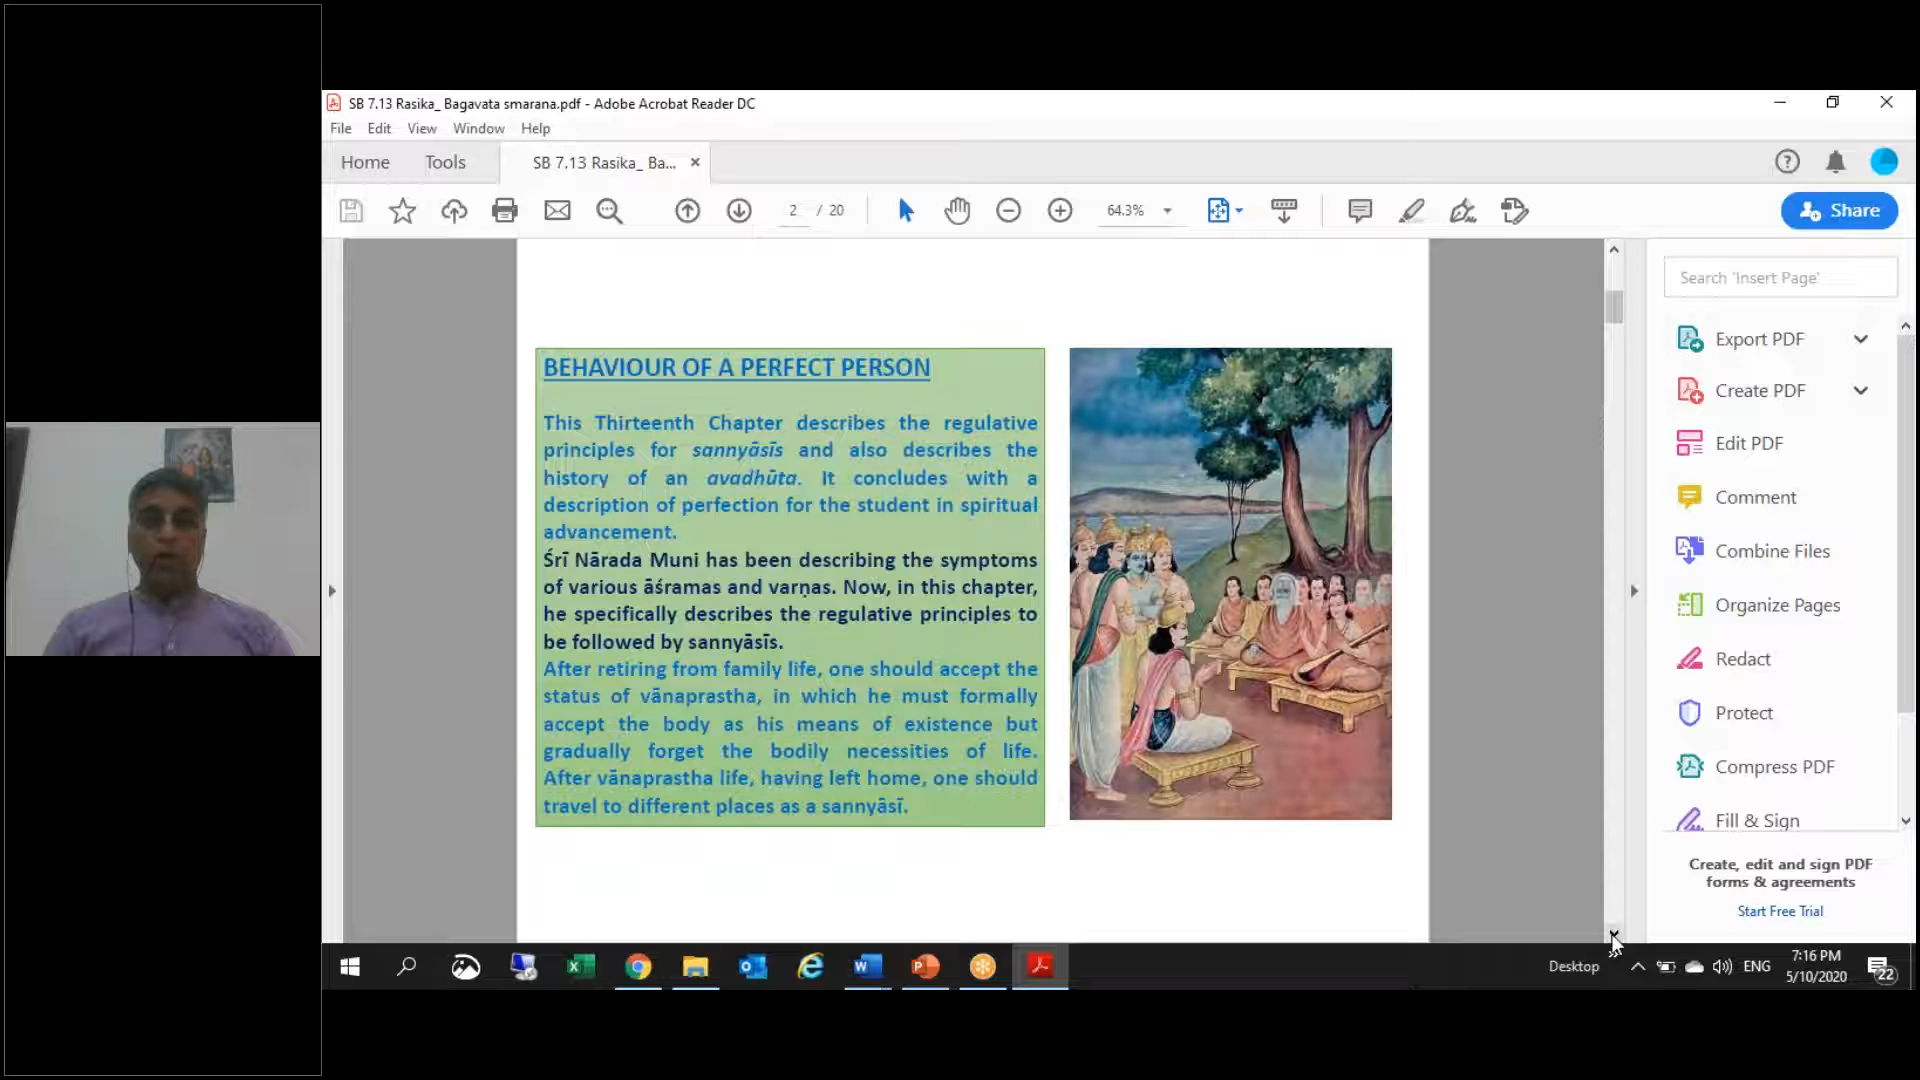 SB 7.13 Rasika_ Bagavata smarana.pdf - Adobe Acrobat Reader DC
File Edit View Window Help
Home Tools SB 7.13 Rasika_ Ba...
2 / 20 64.3% Share
BEHAVIOUR OF A PERFECT PERSON
This Thirteenth Chapter describes the regulative
principles for sannyāsīs and also describes the
history of an avadhūta. It concludes with a
description of perfection for the student in spiritual
advancement.
Śrī Nārada Muni has been describing the symptoms
of various āśramas and varṇas. Now, in this chapter,
he specifically describes the regulative principles to
be followed by sannyāsīs.
After retiring from family life, one should accept the
status of vānaprastha, in which he must formally
accept the body as his means of existence but
gradually forget the bodily necessities of life.
After vānaprastha life, having left home, one should
travel to different places as a sannyāsī.
Search 'Insert Page'
Export PDF
Create PDF
Edit PDF
Comment
Combine Files
Organize Pages
Redact
Protect
Compress PDF
Fill & Sign
Create, edit and sign PDF
forms & agreements
Start Free Trial
Desktop ENG 7:16 PM
5/10/2020 22